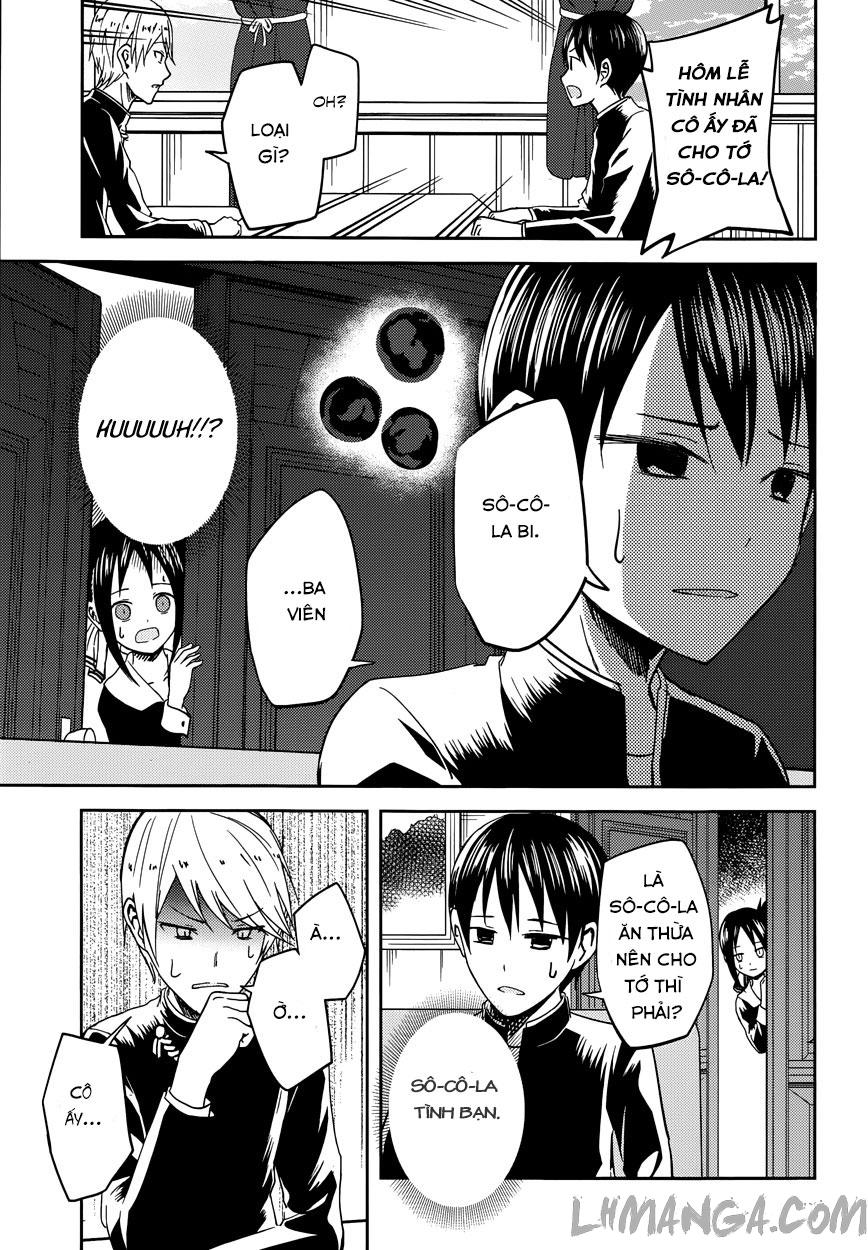 HÔM LỄ
TÌNH NHÂN
CÔ ẤY ĐÃ
CHO TỚ
SÔ-CÔ-LA!
OH?
LOẠI
GÌ?
SÔ-CÔ-
LA BI.
...BA
VIÊN
HUUUUUH!!?
LÀ
SÔ-CÔ-LA
ĂN THỪA
NÊN CHO
TỚ THÌ
PHẢI?
SÔ-CÔ-LA
TÌNH BẠN.
À...
Ờ...
CÔ
ẤY...
LHMANGA.COM